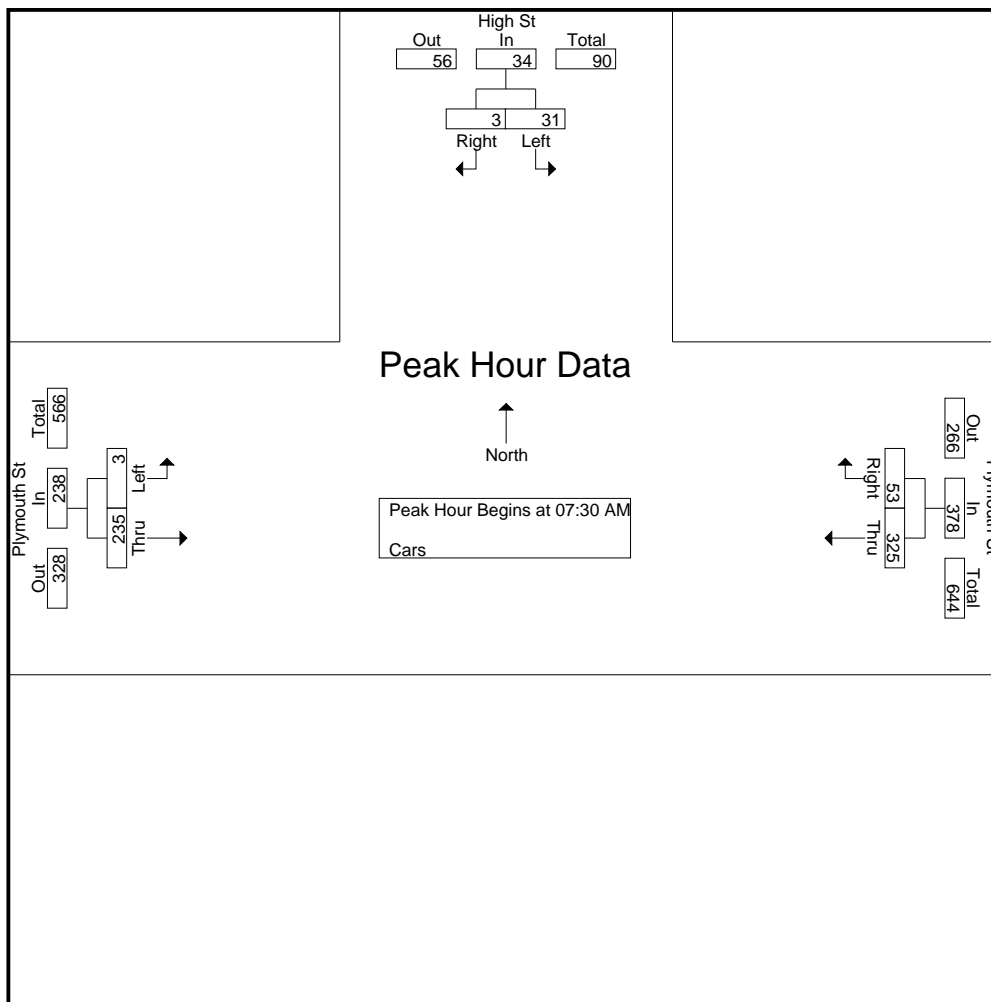 High St
Out In Total
56 34 90
3 31
Right Left
Peak Hour Data
North
Peak Hour Begins at 07:30 AM
Cars
Plymouth St
Out In Total
328 238 566
3 235
Left Thru
Plymouth St
Out In Total
266 378 644
53 325
Right Thru